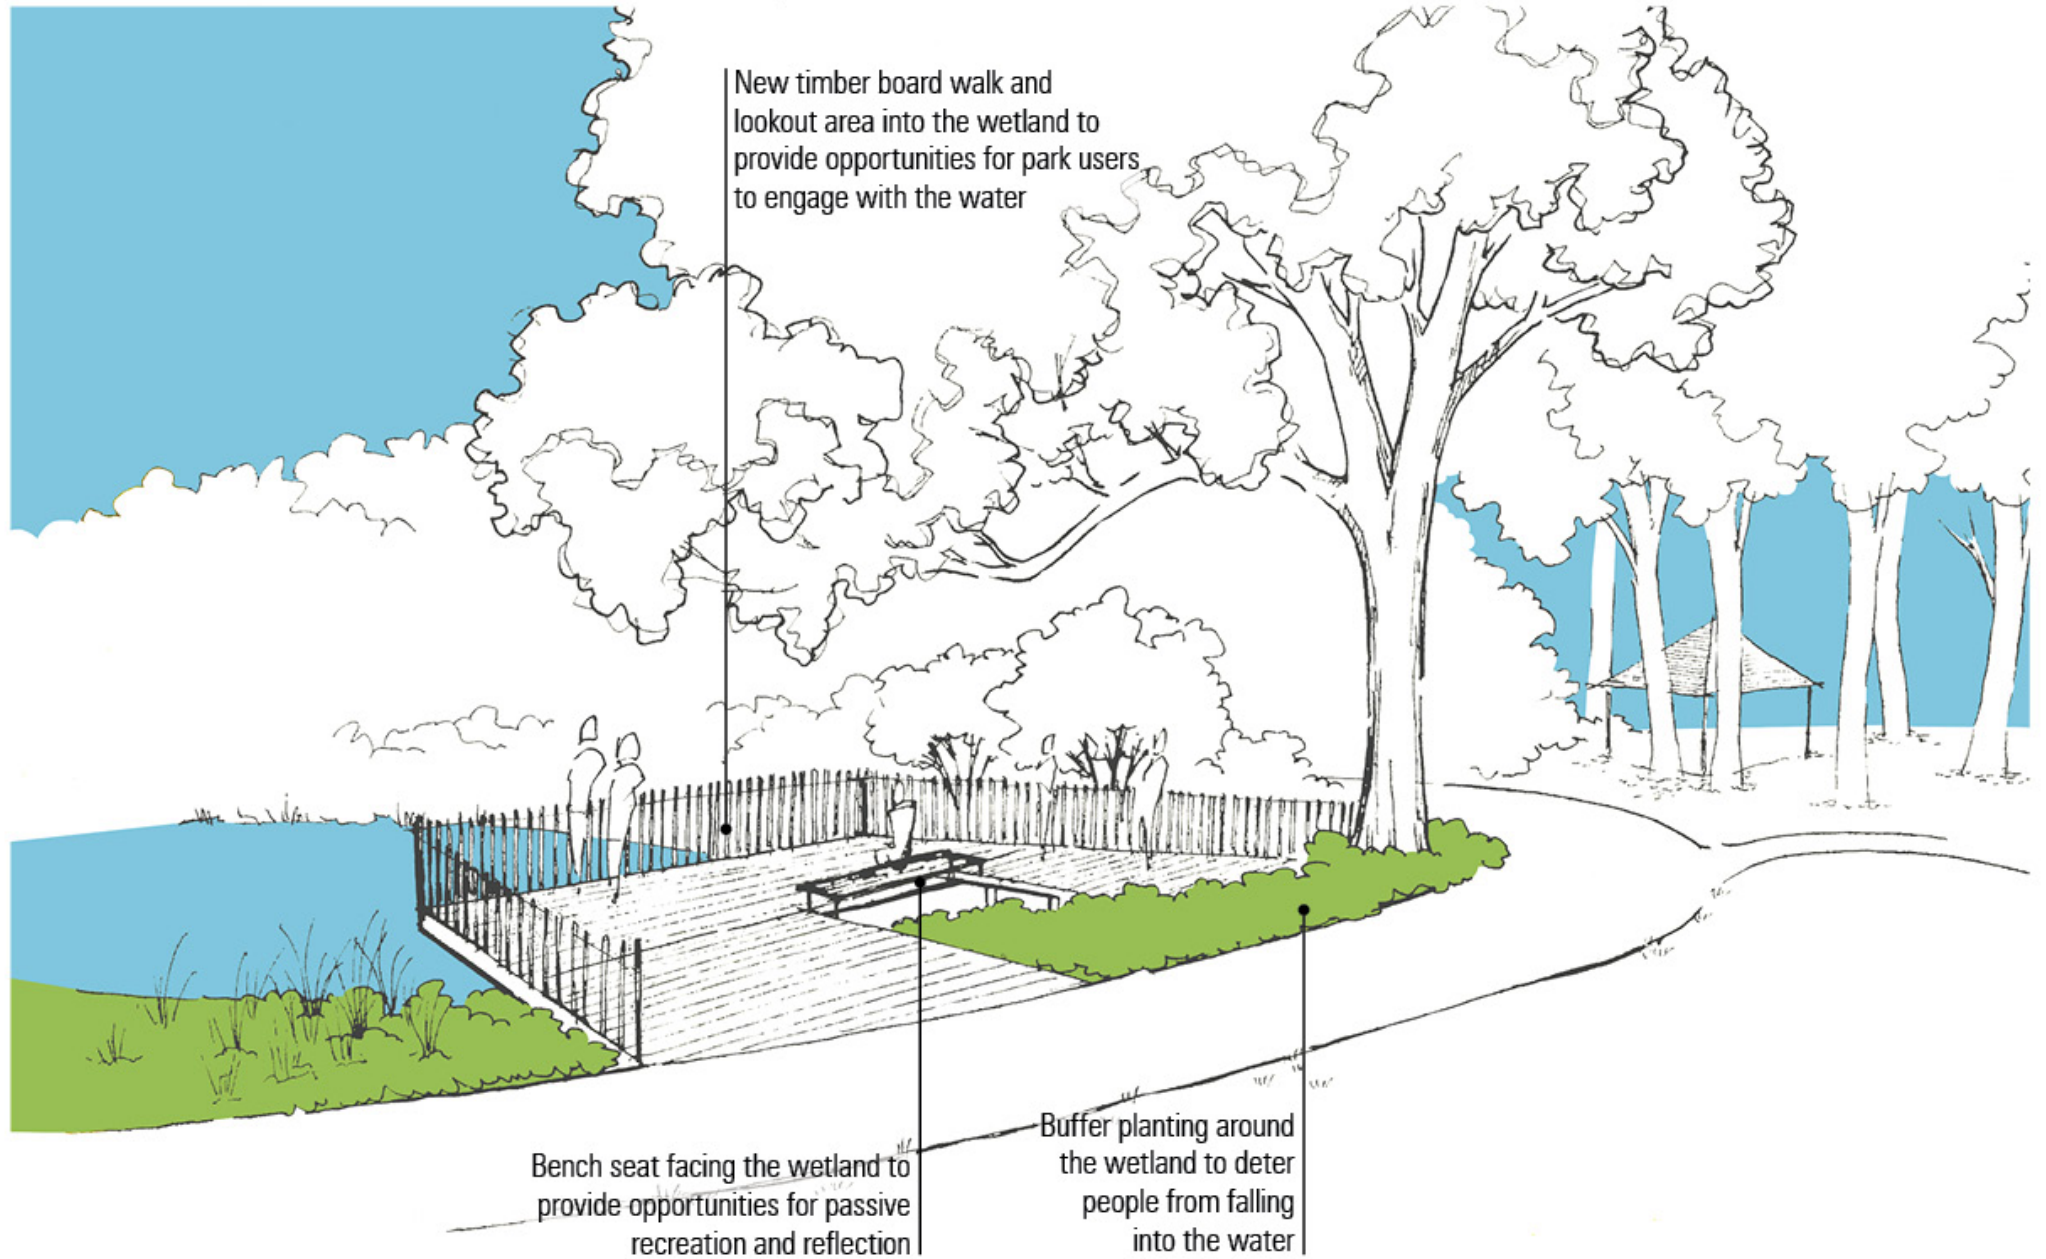 New timber board walk and
lookout area into the wetland to
provide opportunities for park users
to engage with the water
Bench seat facing the wetland to
provide opportunities for passive
recreation and reflection
Buffer planting around
the wetland to deter
people from falling
into the water